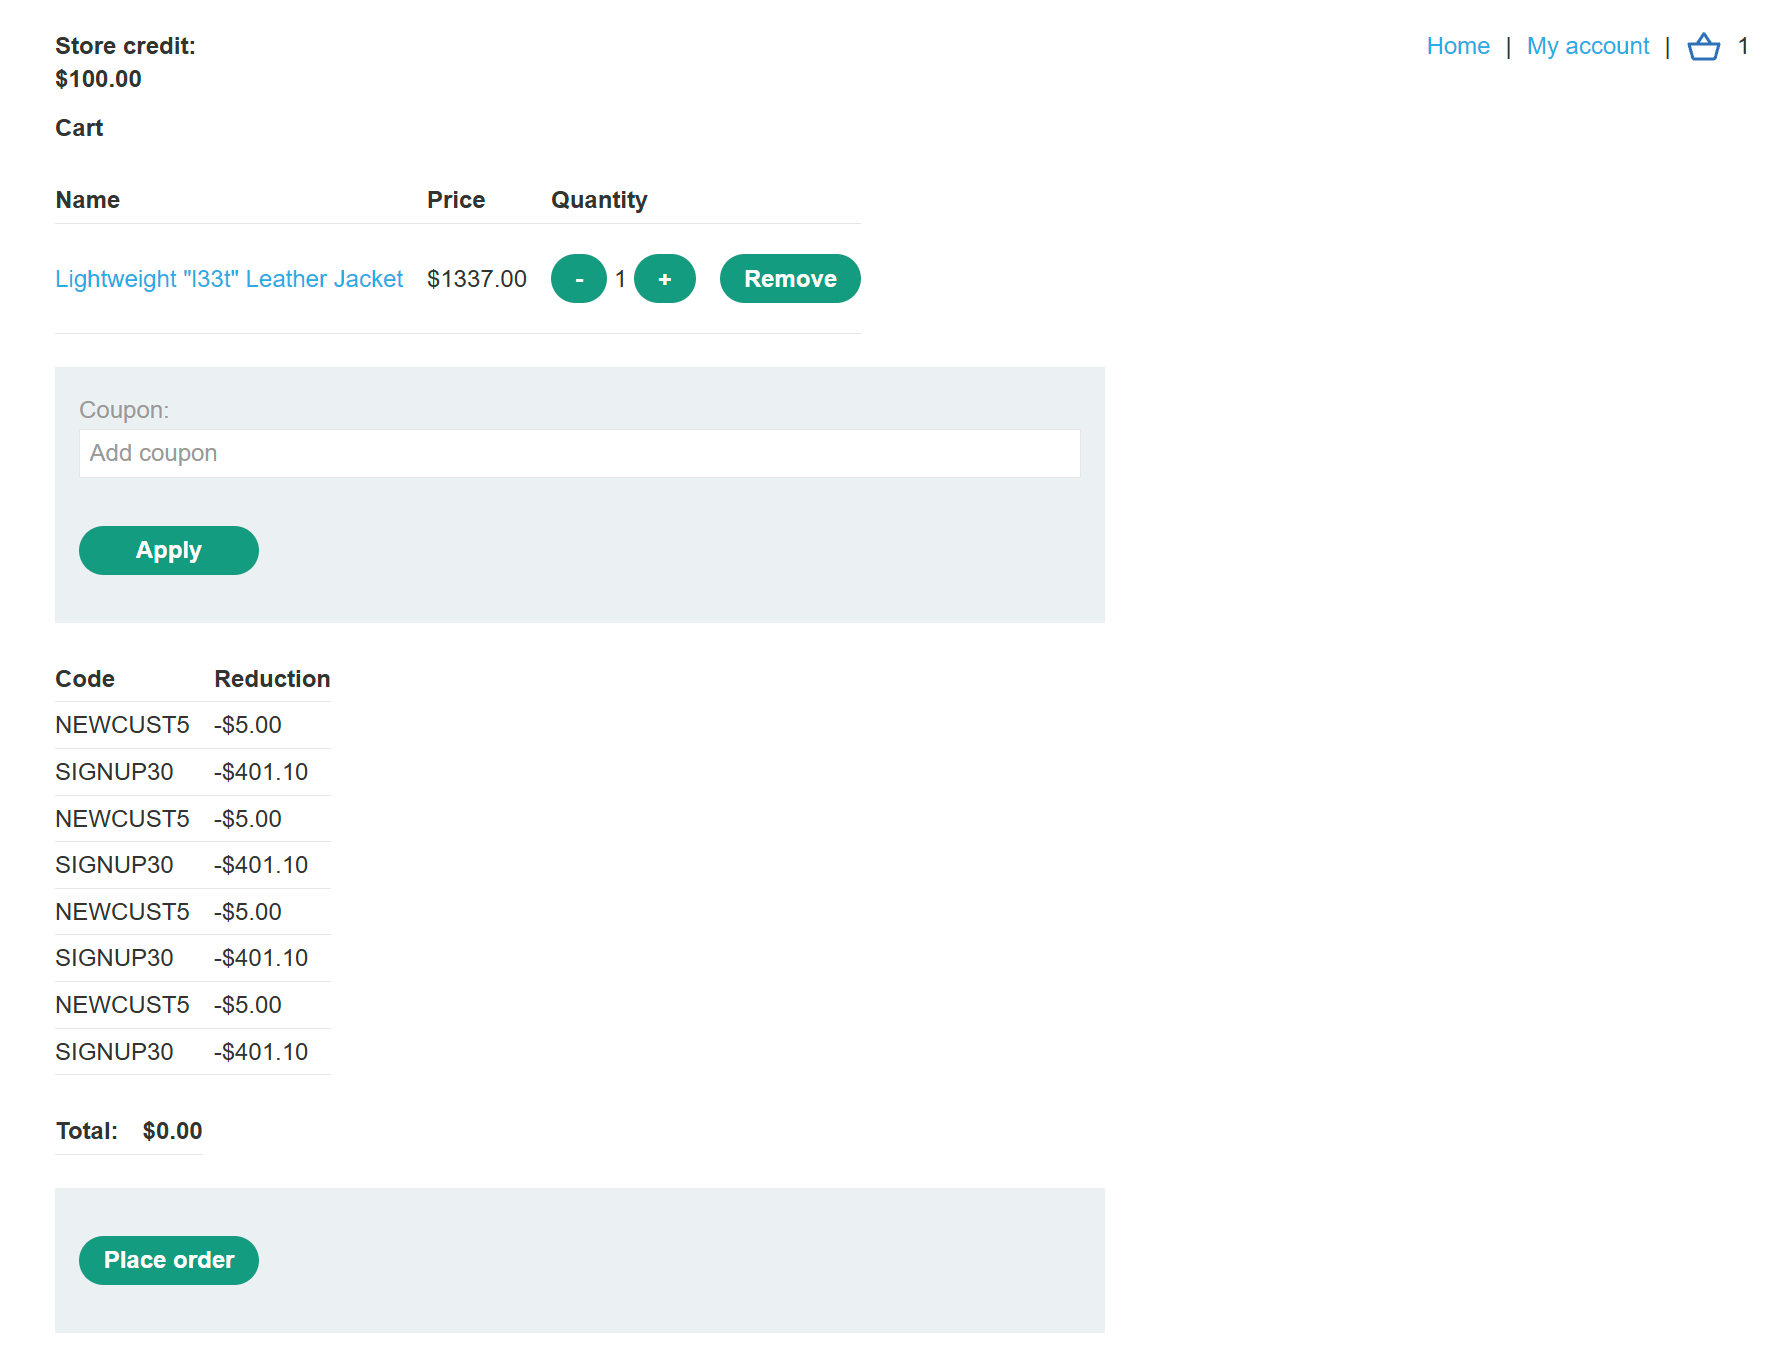 Store credit:
$100.00
Home | My account | 1
Cart
Name Price Quantity
Lightweight "l33t" Leather Jacket $1337.00 - 1 + Remove
Coupon:
Add coupon
Apply
Code Reduction
NEWCUST5 -$5.00
SIGNUP30 -$401.10
NEWCUST5 -$5.00
SIGNUP30 -$401.10
NEWCUST5 -$5.00
SIGNUP30 -$401.10
NEWCUST5 -$5.00
SIGNUP30 -$401.10
Total: $0.00
Place order